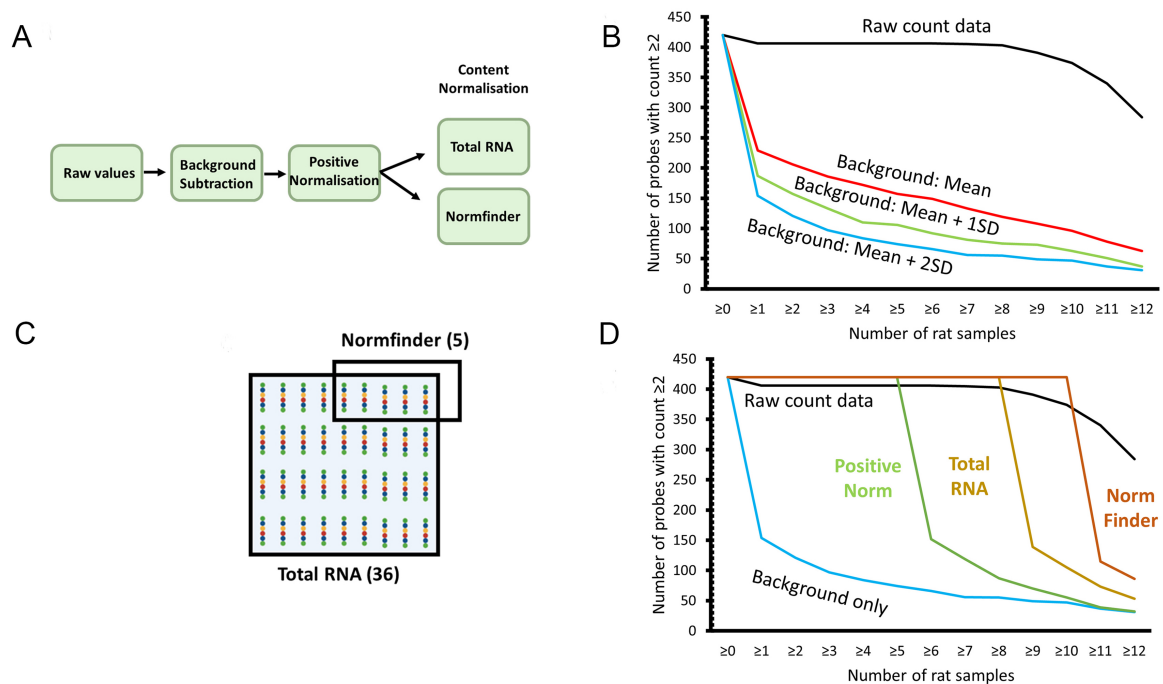 A
Content
Normalisation
Raw values
Background
Subtraction
Positive
Normalisation
Total RNA
Normfinder
B
Number of probes with count ≥2
450
400
350
300
250
200
150
100
50
0
Raw count data
Background: Mean
Background: Mean + 1SD
Background: Mean + 2SD
≥0 ≥1 ≥2 ≥3 ≥4 ≥5 ≥6 ≥7 ≥8 ≥9 ≥10 ≥11 ≥12
Number of rat samples
C
Normfinder (5)
Total RNA (36)
D
Number of probes with count ≥2
450
400
350
300
250
200
150
100
50
0
Raw count data
Positive
Norm
Total
RNA
Norm
Finder
Background only
≥0 ≥1 ≥2 ≥3 ≥4 ≥5 ≥6 ≥7 ≥8 ≥9 ≥10 ≥11 ≥12
Number of rat samples